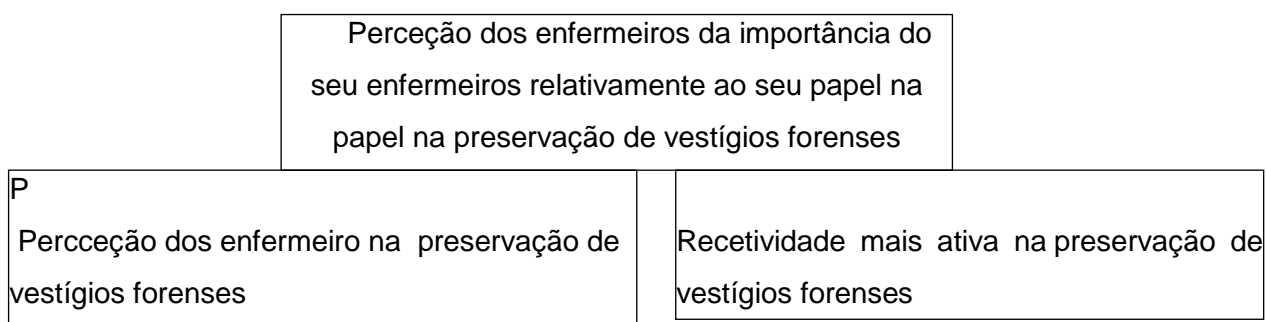 Perceção dos enfermeiros da importância do
seu enfermeiros relativamente ao seu papel na
papel na preservação de vestígios forenses
P
Percceção dos enfermeiro na preservação de
vestígios forenses
Recetividade mais ativa na preservação de
vestígios forenses